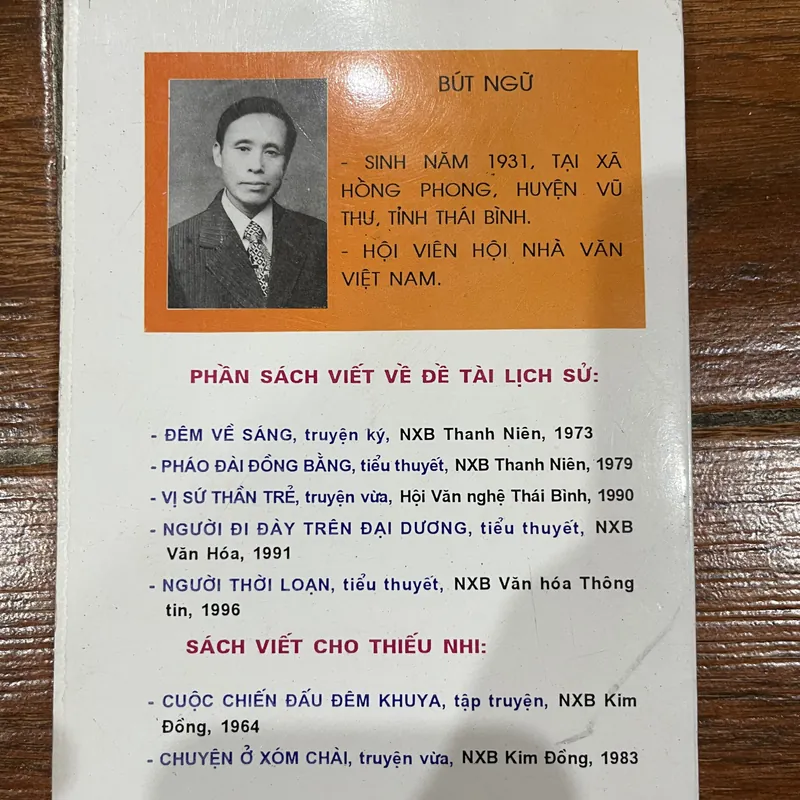 BÚT NGỮ
- SINH NĂM 1931, TẠI XÃ
HỒNG PHONG, HUYỆN VŨ
THƯ, TỈNH THÁI BÌNH.
- HỘI VIÊN HỘI NHÀ VĂN
VIỆT NAM.
PHẦN SÁCH VIẾT VỀ ĐỀ TÀI LỊCH SỬ:
- ĐÊM VỀ SÁNG, truyện ký, NXB Thanh Niên, 1973
- PHÁO ĐÀI ĐỒNG BẰNG, tiểu thuyết, NXB Thanh Niên, 1979
- VỊ SỨ THẦN TRẺ, truyện vừa, Hội Văn nghệ Thái Bình, 1990
- NGƯỜI ĐI ĐÀY TRÊN ĐẠI DƯƠNG, tiểu thuyết, NXB
Văn Hóa, 1991
- NGƯỜI THỜI LOẠN, tiểu thuyết, NXB Văn hóa Thông
tin, 1996
SÁCH VIẾT CHO THIẾU NHI:
- CUỘC CHIẾN ĐẤU ĐÊM KHUYA, tập truyện, NXB Kim
Đồng, 1964
- CHUYỆN Ở XÓM CHÀI, truyện vừa, NXB Kim Đồng, 1983